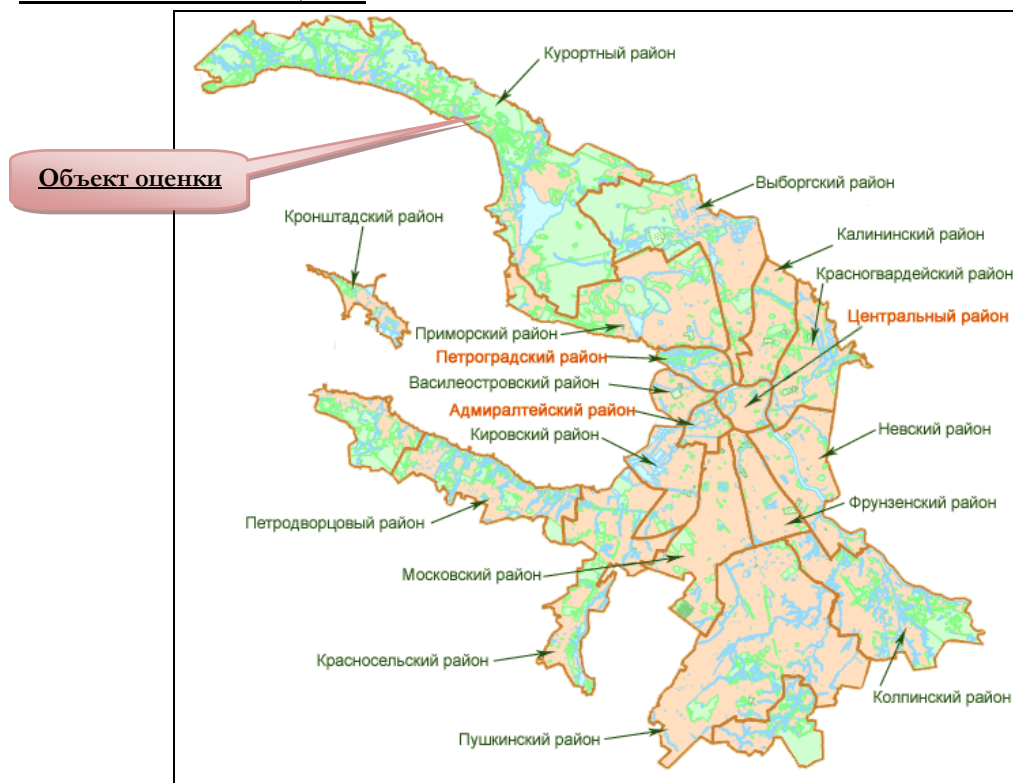 Курортный район
Объект оценки
Выборгский район
Кронштадский район
Калининский район
Красногвардейский район
Центральный район
Приморский район
Петроградский район
Василеостровский район
Адмиралтейский район
Невский район
Кировский район
Фрунзенский район
Петродворцовый район
Московский район
Красносельский район
Колпинский район
Пушкинский район